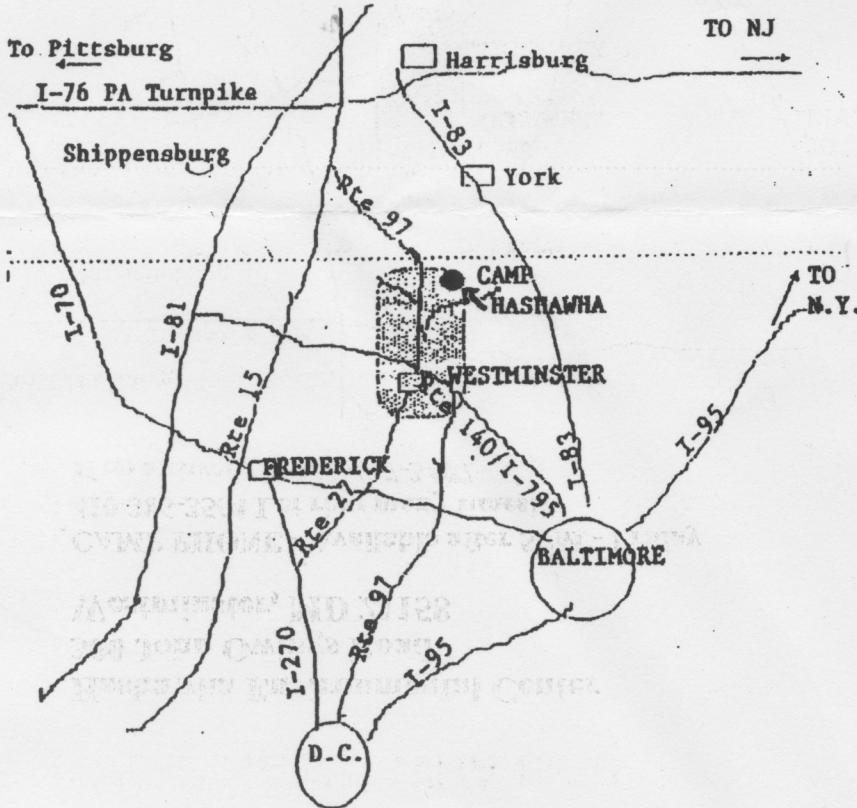 To Pittsburg
TO NJ
Harrisburg
I-76 PA Turnpike
I-83
Shippensburg
York
Rte 97
CAMP
HASHAWHA
TO
N.Y.
I-70
I-81
WESTMINSTER
Rte 15
140/I-795
I-83
I-95
FREDERICK
Rte 27
BALTIMORE
Rte 97
I-270
I-95
D.C.